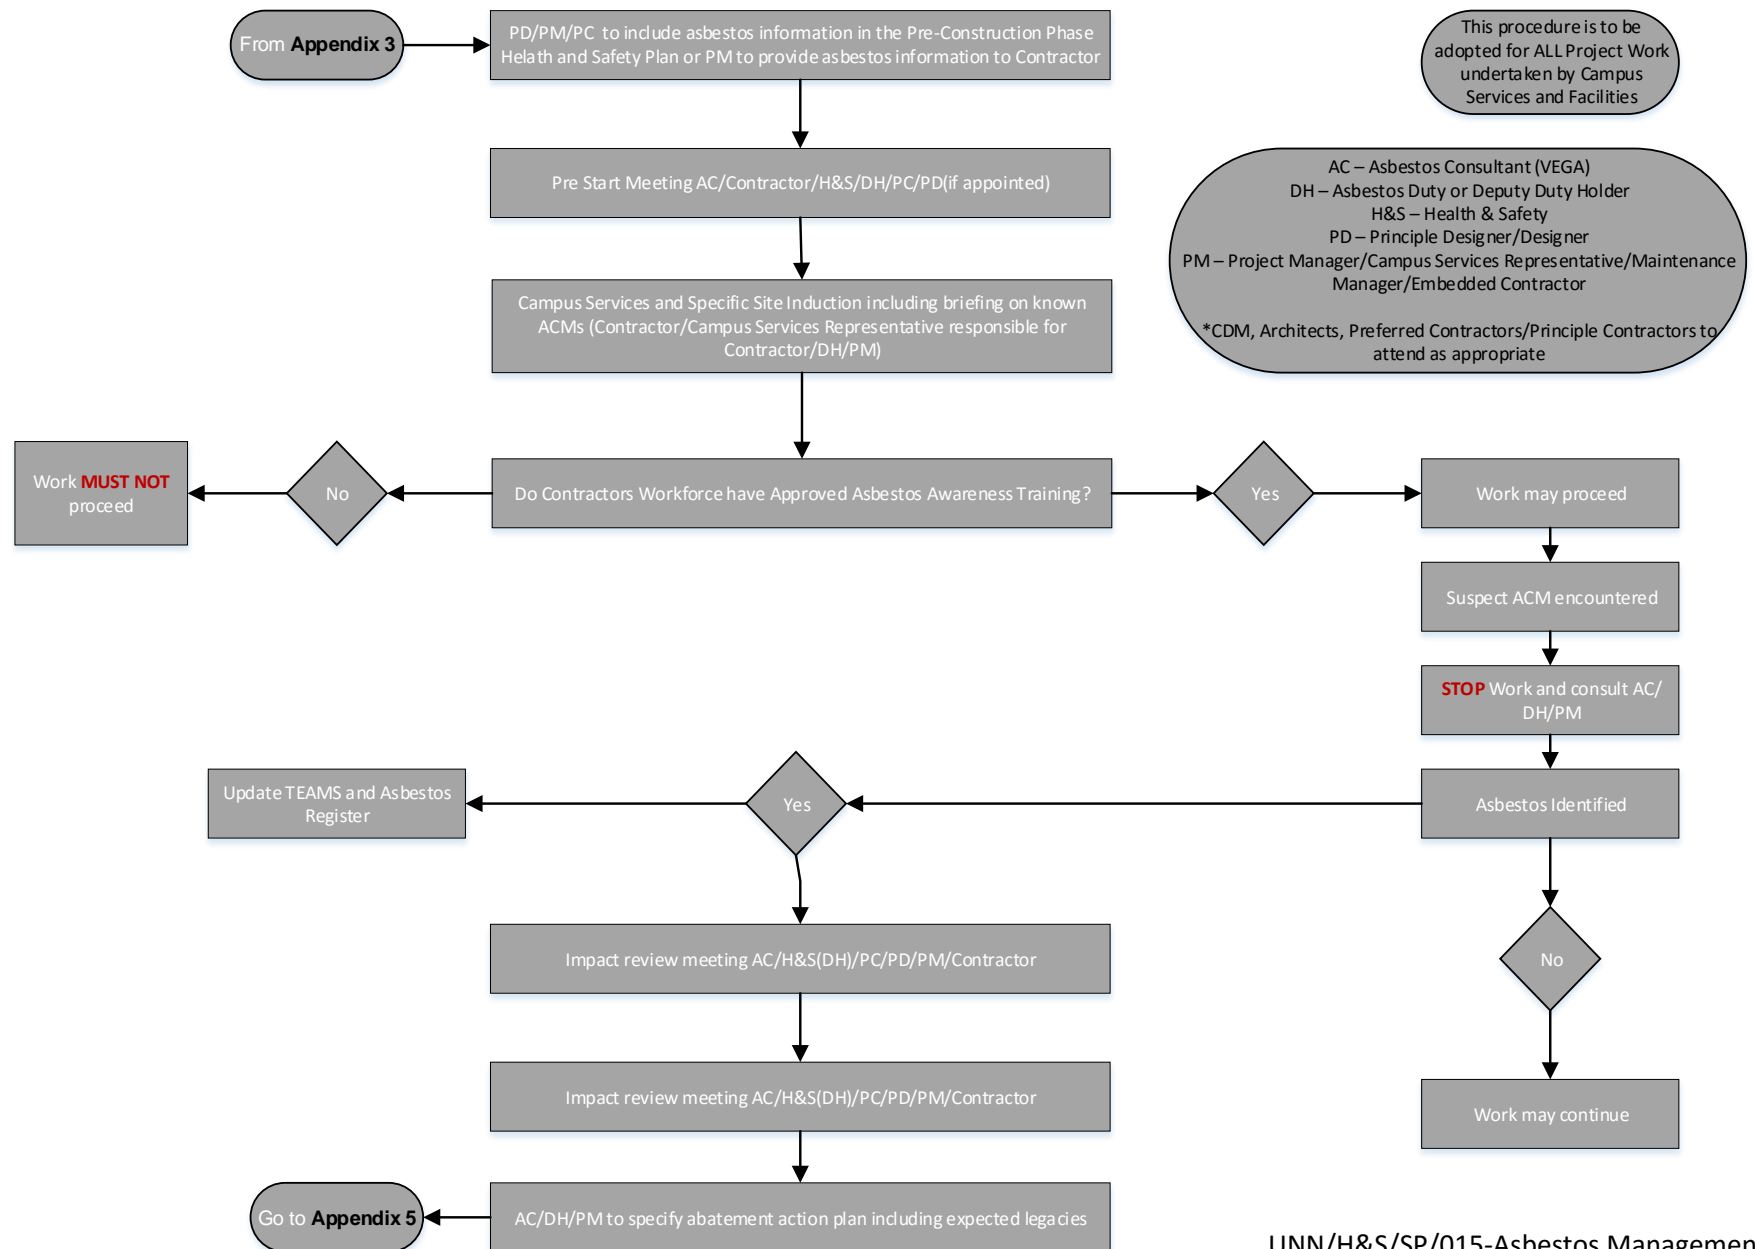 From Appendix 3
PD/PM/PC to include asbestos information in the Pre-Construction Phase
Helath and Safety Plan or PM to provide asbestos information to Contractor
This procedure is to be
adopted for ALL Project Work
undertaken by Campus
Services and Facilities
Pre Start Meeting AC/Contractor/H&S/DH/PC/PD(if appointed)
AC – Asbestos Consultant (VEGA)
DH – Asbestos Duty or Deputy Duty Holder
H&S – Health & Safety
PD – Principle Designer/Designer
PM – Project Manager/Campus Services Representative/Maintenance
Manager/Embedded Contractor
*CDM, Architects, Preferred Contractors/Principle Contractors to
attend as appropriate
Campus Services and Specific Site Induction including briefing on known
ACMs (Contractor/Campus Services Representative responsible for
Contractor/DH/PM)
Work MUST NOT
proceed
No
Do Contractors Workforce have Approved Asbestos Awareness Training?
Yes
Work may proceed
Suspect ACM encountered
STOP Work and consult AC/
DH/PM
Update TEAMS and Asbestos
Register
Yes
Asbestos Identified
Impact review meeting AC/H&S(DH)/PC/PD/PM/Contractor
No
Impact review meeting AC/H&S(DH)/PC/PD/PM/Contractor
Work may continue
Go to Appendix 5
AC/DH/PM to specify abatement action plan including expected legacies
UNN/H&S/SP/015-Asbestos Managemen